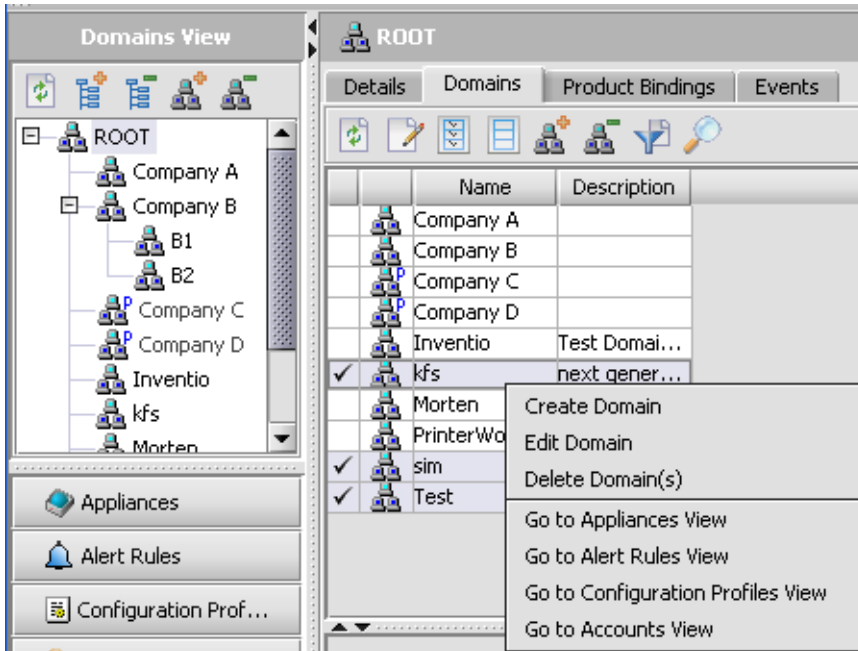 Domains View
ROOT
Company A
Company B
B1
B2
P Company C
P Company D
Inventio
kfs
Morten
Appliances
Alert Rules
Configuration Prof...
ROOT
Details Domains Product Bindings Events
Name Description
Company A
Company B
P Company C
P Company D
Inventio Test Domai...
kfs next gener...
Morten
PrinterWo
sim
Test
Create Domain
Edit Domain
Delete Domain(s)
Go to Appliances View
Go to Alert Rules View
Go to Configuration Profiles View
Go to Accounts View